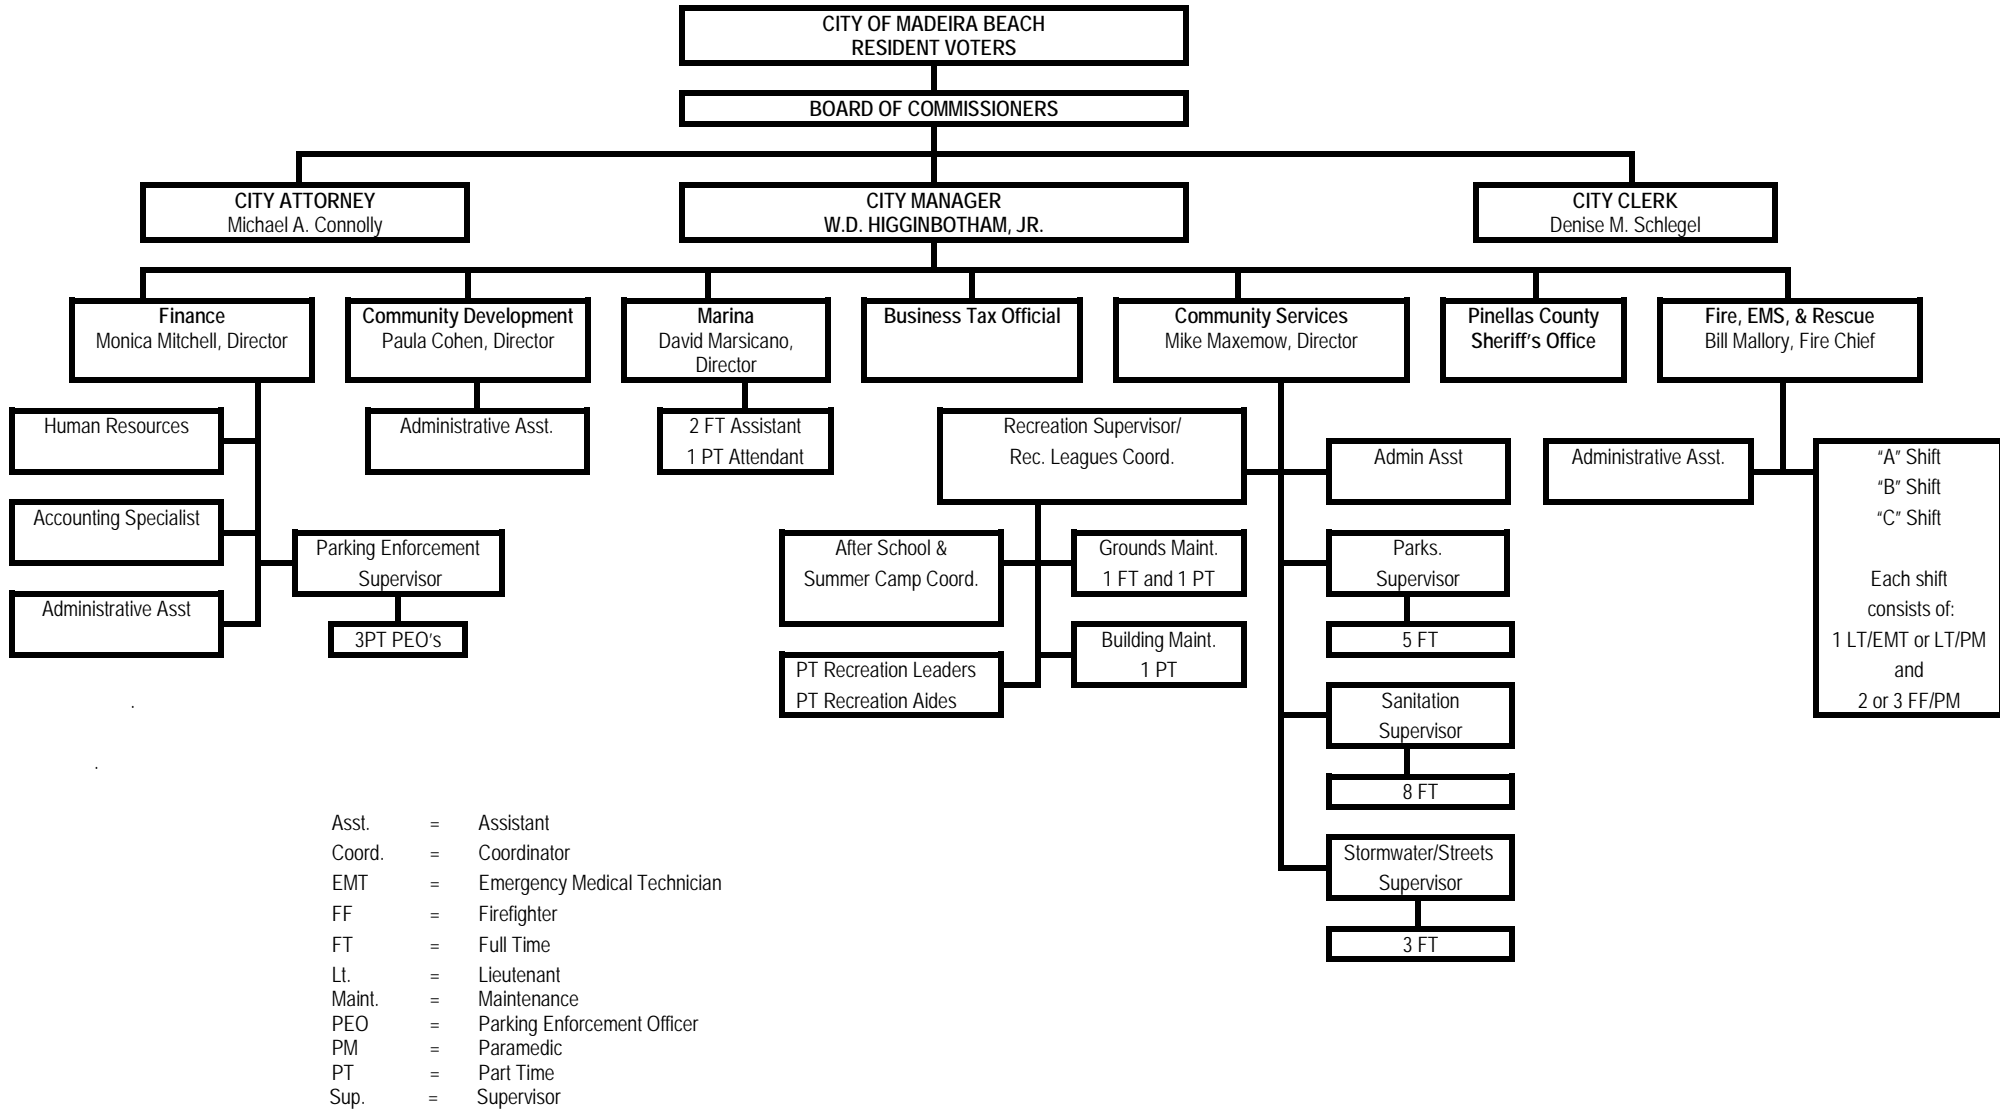 CITY OF MADEIRA BEACH
RESIDENT VOTERS
BOARD OF COMMISSIONERS
CITY ATTORNEY
Michael A. Connolly
CITY MANAGER
W.D. HIGGINBOTHAM, JR.
CITY CLERK
Denise M. Schlegel
Finance
Monica Mitchell, Director
Community Development
Paula Cohen, Director
Marina
David Marsicano,
Director
Business Tax Official
Community Services
Mike Maxemow, Director
Pinellas County
Sheriff's Office
Fire, EMS, & Rescue
Bill Mallory, Fire Chief
Human Resources
Accounting Specialist
Administrative Asst
Parking Enforcement
Supervisor
3PT PEO's
Administrative Asst.
2 FT Assistant
1 PT Attendant
Recreation Supervisor/
Rec. Leagues Coord.
After School &
Summer Camp Coord.
PT Recreation Leaders
PT Recreation Aides
Grounds Maint.
1 FT and 1 PT
Building Maint.
1 PT
Admin Asst
Parks.
Supervisor
5 FT
Sanitation
Supervisor
8 FT
Stormwater/Streets
Supervisor
3 FT
Administrative Asst.
"A" Shift
"B" Shift
"C" Shift
Each shift
consists of:
1 LT/EMT or LT/PM
and
2 or 3 FF/PM
Asst. = Assistant
Coord. = Coordinator
EMT = Emergency Medical Technician
FF = Firefighter
FT = Full Time
Lt. = Lieutenant
Maint. = Maintenance
PEO = Parking Enforcement Officer
PM = Paramedic
PT = Part Time
Sup. = Supervisor